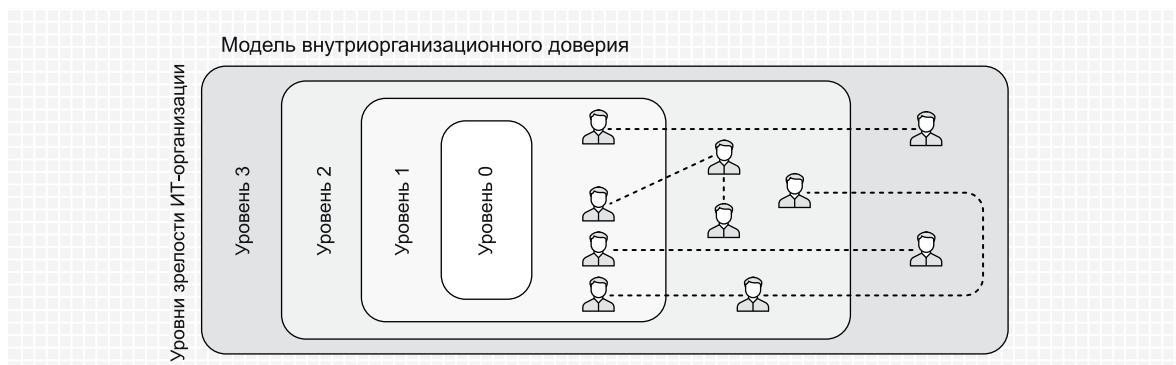 Модель внутриорганизационного доверия
Уровни зрелости ИТ-организации
Уровень 3
Уровень 2
Уровень 1
Уровень 0